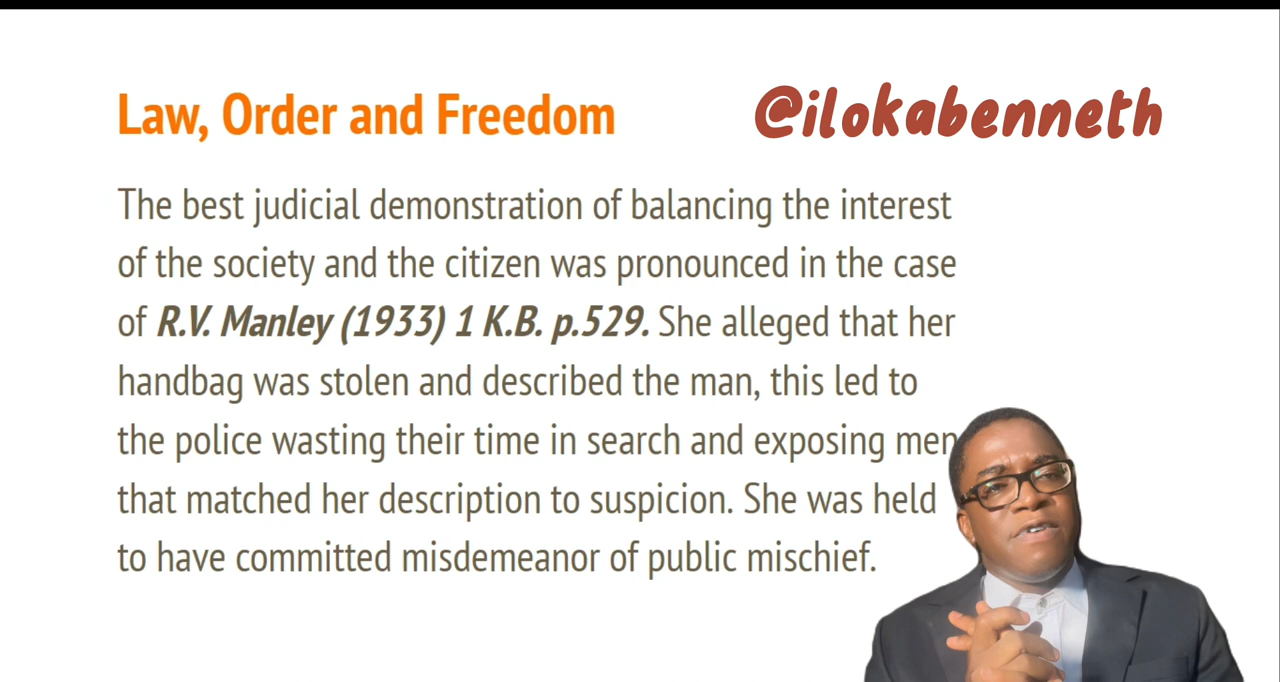 Law, Order and Freedom
@ilokabenneth
The best judicial demonstration of balancing the interest
of the society and the citizen was pronounced in the case
of R.V. Manley (1933) 1 K.B. p.529. She alleged that her
handbag was stolen and described the man, this led to
the police wasting their time in search and exposing men
that matched her description to suspicion. She was held
to have committed misdemeanor of public mischief.